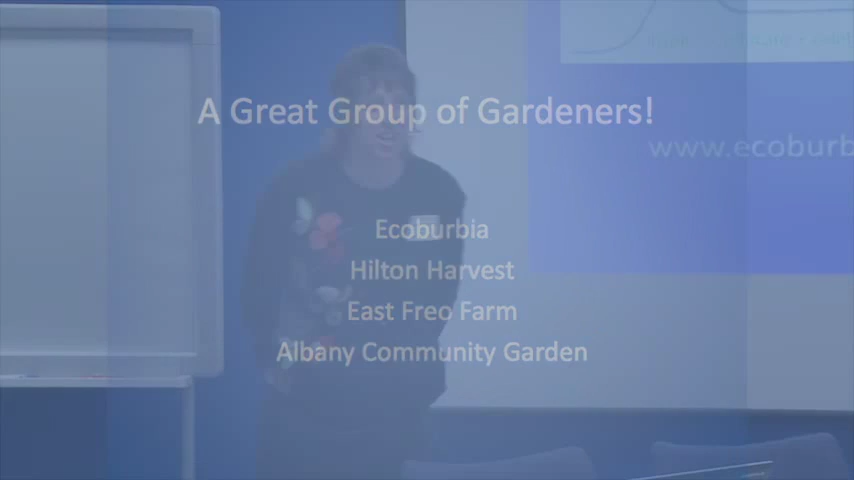 A Great Group of Gardeners!
www.ecoburb
Ecoburbia
Hilton Harvest
East Freo Farm
Albany Community Garden